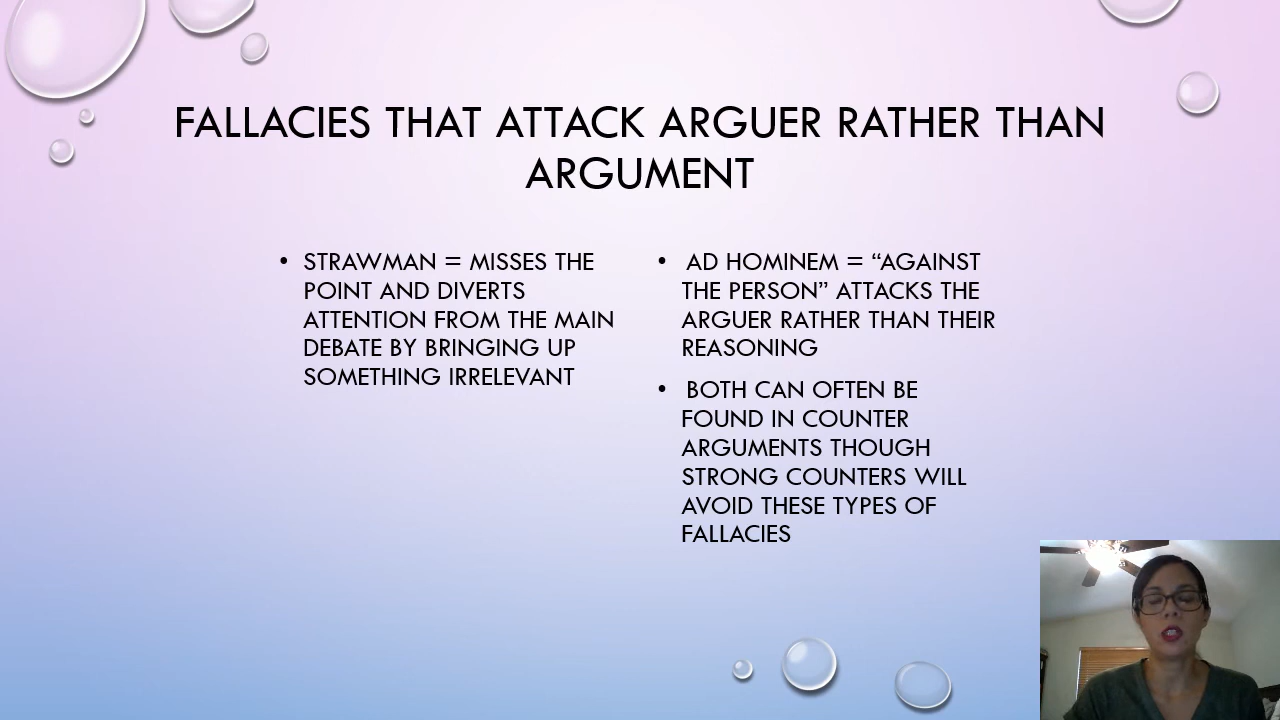 FALLACIES THAT ATTACK ARGUER RATHER THAN
ARGUMENT
• STRAWMAN = MISSES THE
POINT AND DIVERTS
ATTENTION FROM THE MAIN
DEBATE BY BRINGING UP
SOMETHING IRRELEVANT
• AD HOMINEM = “AGAINST
THE PERSON” ATTACKS THE
ARGUER RATHER THAN THEIR
REASONING
• BOTH CAN OFTEN BE
FOUND IN COUNTER
ARGUMENTS THOUGH
STRONG COUNTERS WILL
AVOID THESE TYPES OF
FALLACIES